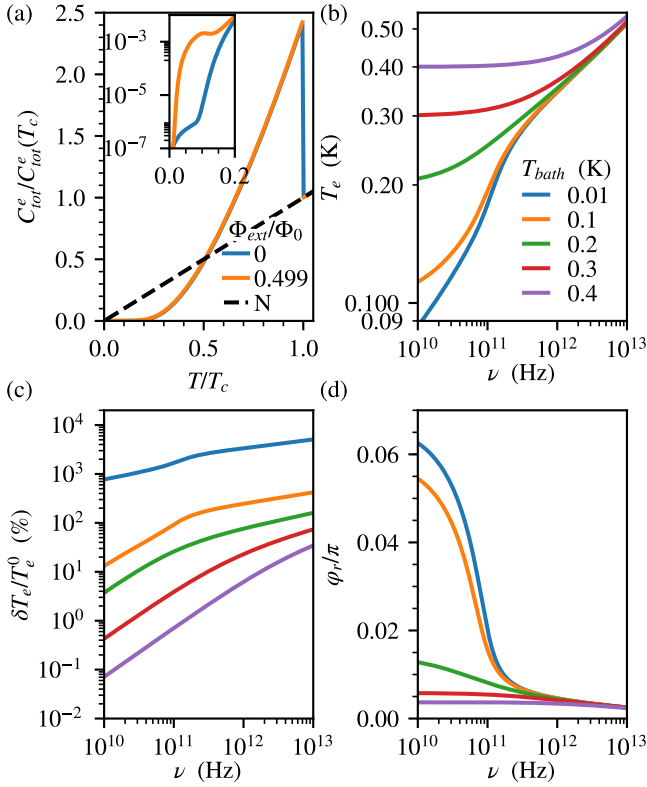 (a)
2.5
2.0
1.5
1.0
0.5
0.0
C^e_tot/C^e_tot(T_c)
10^-3
10^-5
10^-7
0.0 0.2
Φ_ext/Φ_0
0
0.499
N
0.0 0.5 1.0
T/T_c
(b)
0.50
0.40
0.30
0.20
0.100
0.09
T_e (K)
T_bath (K)
0.01
0.1
0.2
0.3
0.4
10^10 10^11 10^12 10^13
ν (Hz)
(c)
10^4
10^3
10^2
10^1
10^0
10^-1
10^-2
δT_e/T_e^0 (%)
10^10 10^11 10^12 10^13
ν (Hz)
(d)
0.06
0.04
0.02
0.00
φ_r/π
10^10 10^11 10^12 10^13
ν (Hz)